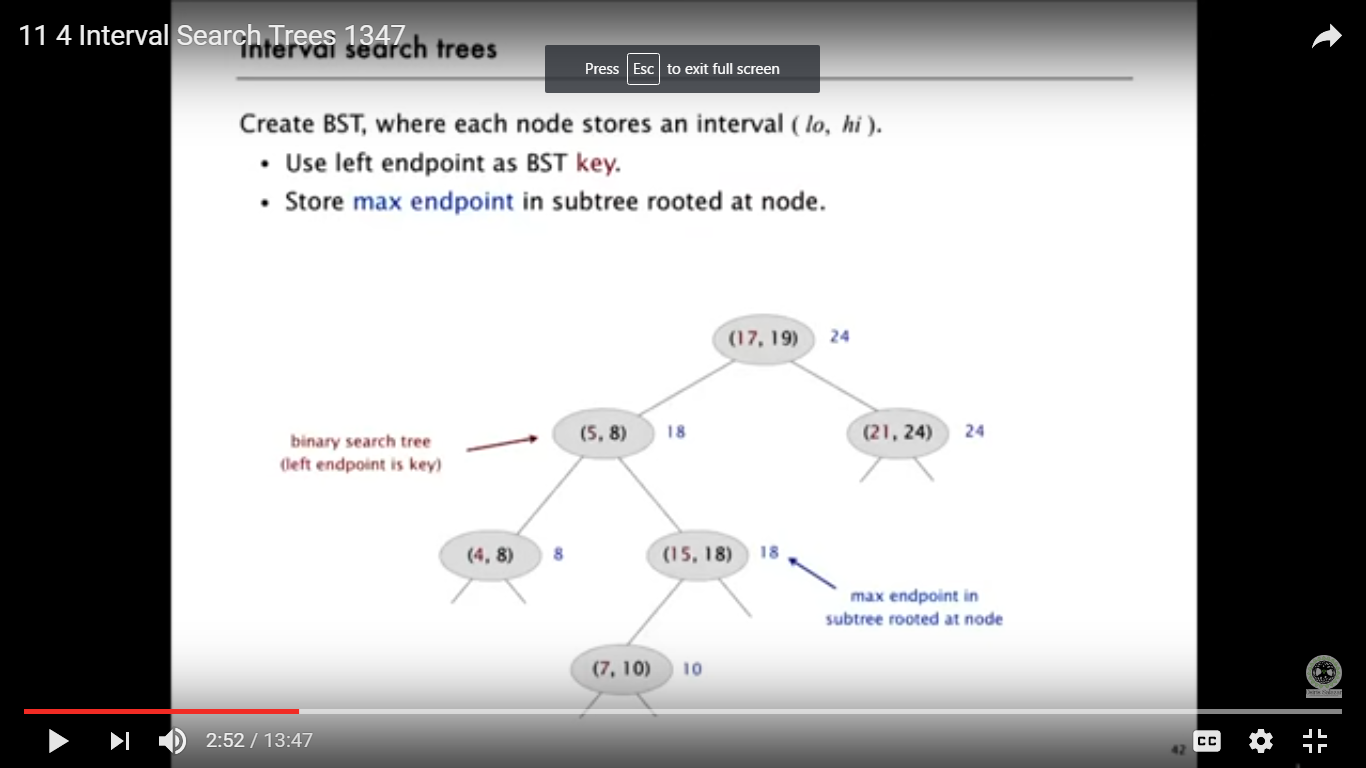 11 4 Interval Search Trees 1347
Interval search trees
Press Esc to exit full screen
Create BST, where each node stores an interval ( lo, hi ).
• Use left endpoint as BST key.
• Store max endpoint in subtree rooted at node.
(17, 19) 24
binary search tree
(left endpoint is key)
(5, 8) 18
(21, 24) 24
(4, 8) 8
(15, 18) 18
max endpoint in
subtree rooted at node
(7, 10) 10
2:52 / 13:47
42
CC